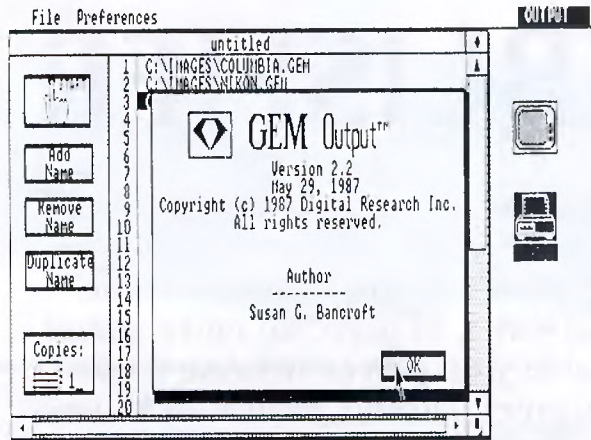 File Preferences
OUTPUT
untitled
1 C:\IMAGES\COLUMBIA.GEM
2 C:\IMAGES\NIKON.GEM
3
4
5
6
7
8
9
10
11
12
13
14
15
16
17
18
19
20
Add
Name
Remove
Name
Duplicate
Name
Copies:
1
GEM Output™
Version 2.2
May 29, 1987
Copyright (c) 1987 Digital Research Inc.
All rights reserved.
Author
Susan G. Bancroft
OK